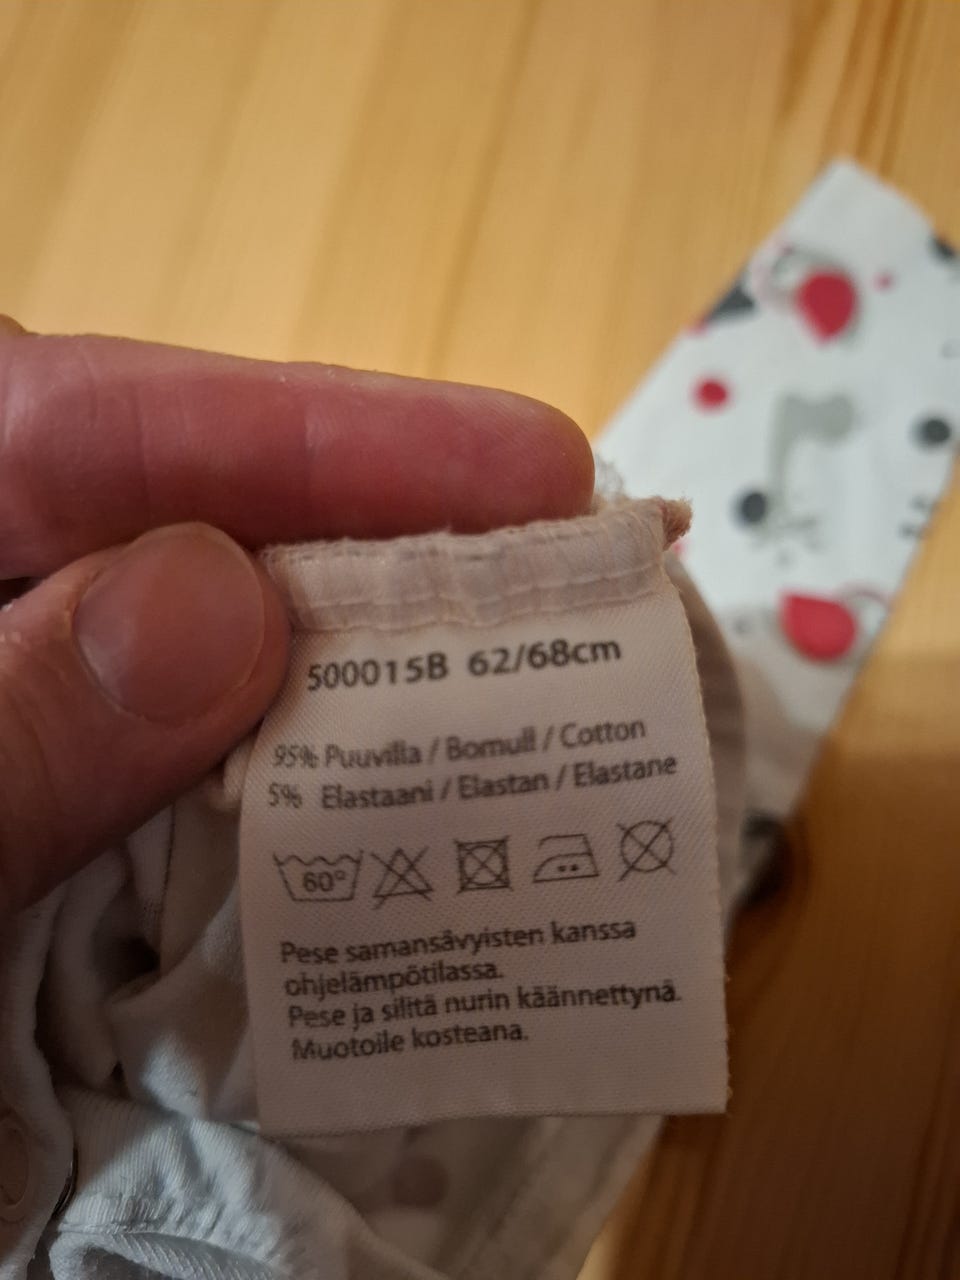 500015B 62/68cm
95% Puuvilla / Bomull / Cotton
5% Elastaani / Elastan / Elastane
60°
Pese samansävyisten kanssa
ohjelämpötilassa.
Pese ja silitä nurin käännettynä.
Muotoile kosteana.